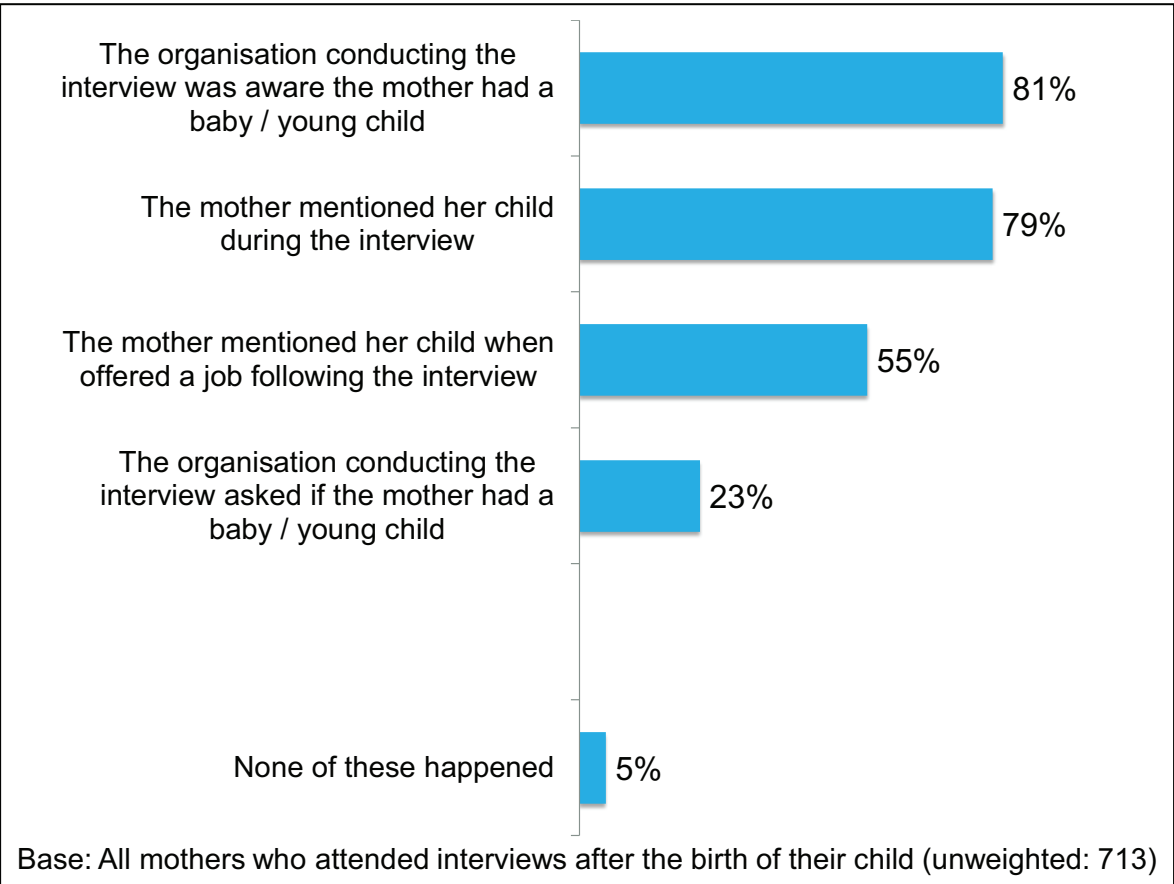 The organisation conducting the
interview was aware the mother had a
baby / young child
81%
The mother mentioned her child
during the interview
79%
The mother mentioned her child when
offered a job following the interview
55%
The organisation conducting the
interview asked if the mother had a
baby / young child
23%
None of these happened
5%
Base: All mothers who attended interviews after the birth of their child (unweighted: 713)